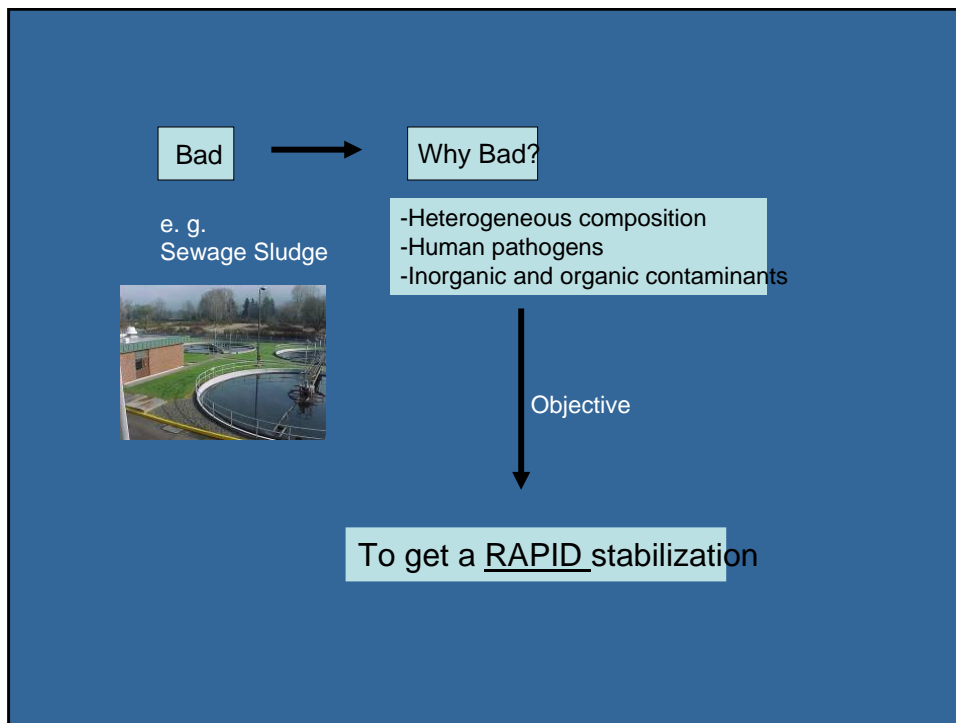 Bad
Why Bad?
e. g.
Sewage Sludge
-Heterogeneous composition
-Human pathogens
-Inorganic and organic contaminants
Objective
To get a RAPID stabilization